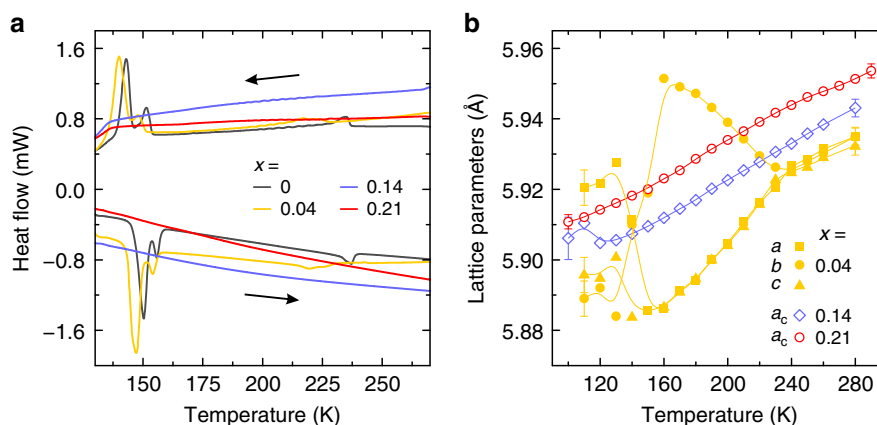 a
1.6
0.8
0.0
-0.8
-1.6
Heat flow (mW)
x =
0
0.14
0.04
0.21
150
175
200
225
250
Temperature (K)
b
5.96
5.94
5.92
5.90
5.88
Lattice parameters (Å)
x =
a
b 0.04
c
ac 0.14
ac 0.21
120
160
200
240
280
Temperature (K)